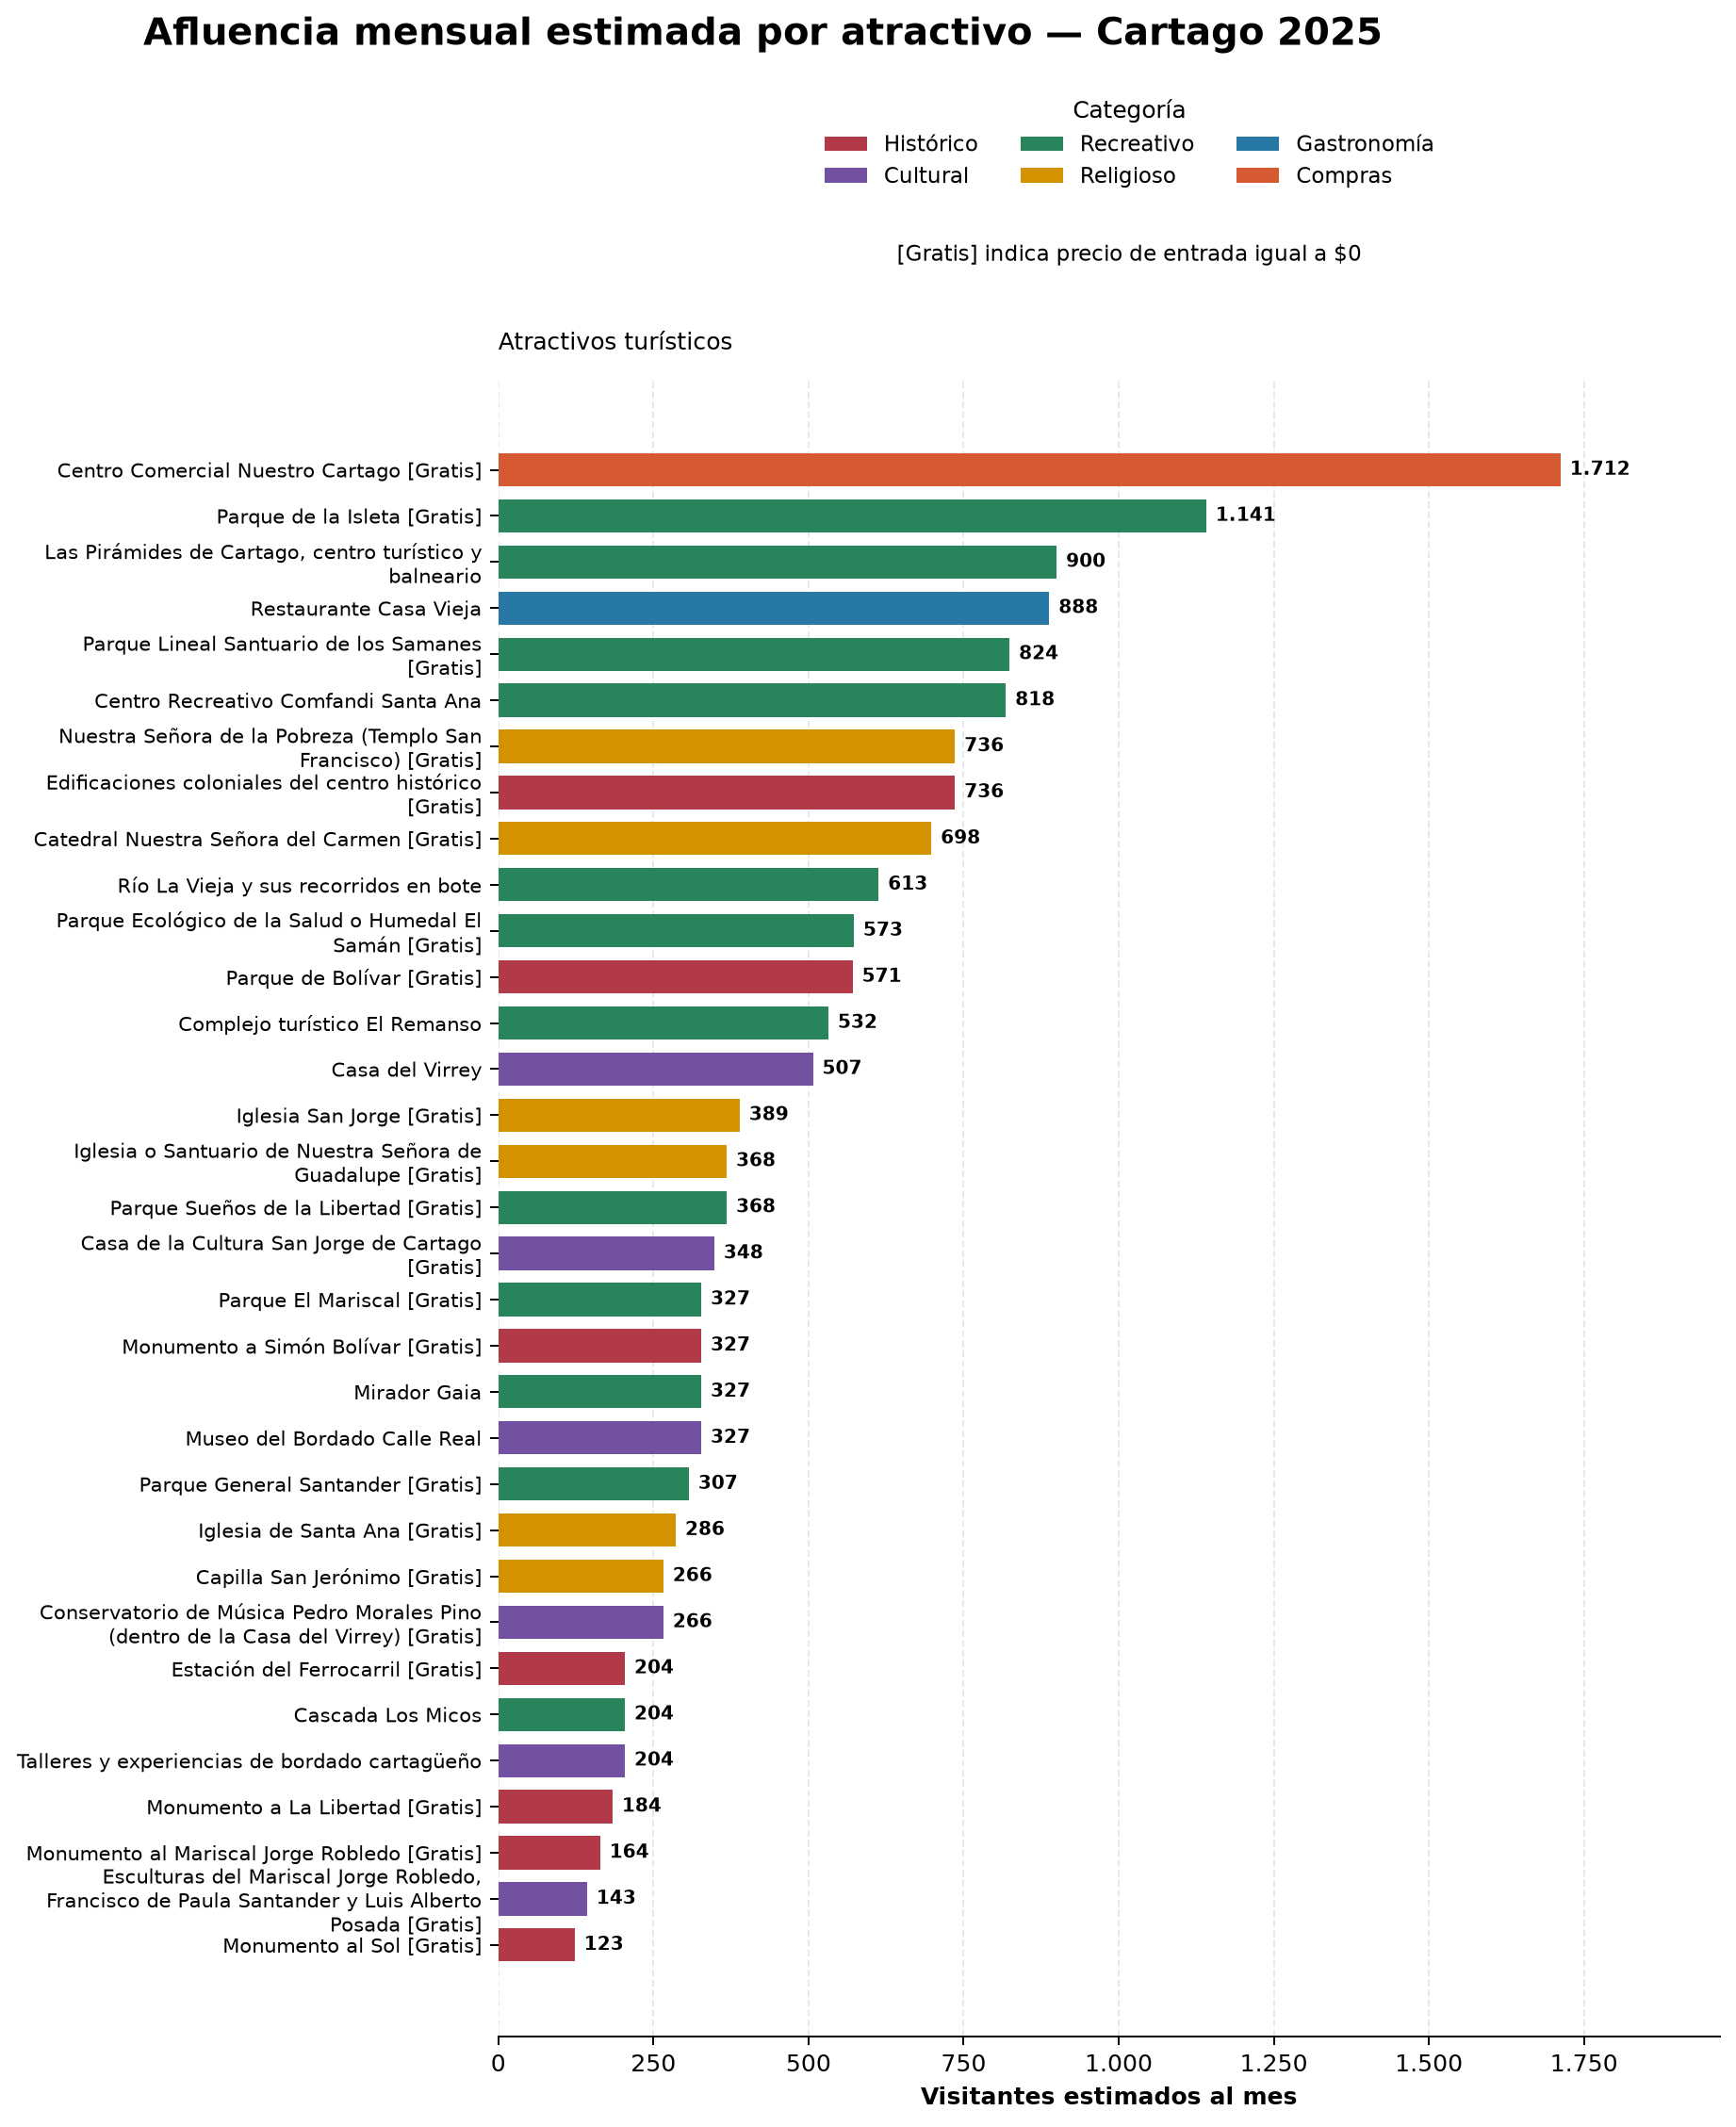 Afluencia mensual estimada por atractivo — Cartago 2025
Categoría
Histórico Recreativo Gastronomía
Cultural Religioso Compras
[Gratis] indica precio de entrada igual a $0
Atractivos turísticos
Centro Comercial Nuestro Cartago [Gratis] 1.712
Parque de la Isleta [Gratis] 1.141
Las Pirámides de Cartago, centro turístico y
balneario 900
Restaurante Casa Vieja 888
Parque Lineal Santuario de los Samanes
[Gratis] 824
Centro Recreativo Comfandi Santa Ana 818
Nuestra Señora de la Pobreza (Templo San
Francisco) [Gratis] 736
Edificaciones coloniales del centro histórico
[Gratis] 736
Catedral Nuestra Señora del Carmen [Gratis] 698
Río La Vieja y sus recorridos en bote 613
Parque Ecológico de la Salud o Humedal El
Samán [Gratis] 573
Parque de Bolívar [Gratis] 571
Complejo turístico El Remanso 532
Casa del Virrey 507
Iglesia San Jorge [Gratis] 389
Iglesia o Santuario de Nuestra Señora de
Guadalupe [Gratis] 368
Parque Sueños de la Libertad [Gratis] 368
Casa de la Cultura San Jorge de Cartago
[Gratis] 348
Parque El Mariscal [Gratis] 327
Monumento a Simón Bolívar [Gratis] 327
Mirador Gaia 327
Museo del Bordado Calle Real 327
Parque General Santander [Gratis] 307
Iglesia de Santa Ana [Gratis] 286
Capilla San Jerónimo [Gratis] 266
Conservatorio de Música Pedro Morales Pino
(dentro de la Casa del Virrey) [Gratis] 266
Estación del Ferrocarril [Gratis] 204
Cascada Los Micos 204
Talleres y experiencias de bordado cartagüeño 204
Monumento a La Libertad [Gratis] 184
Monumento al Mariscal Jorge Robledo [Gratis] 164
Esculturas del Mariscal Jorge Robledo,
Francisco de Paula Santander y Luis Alberto 143
Posada [Gratis]
Monumento al Sol [Gratis] 123
0 250 500 750 1.000 1.250 1.500 1.750
Visitantes estimados al mes